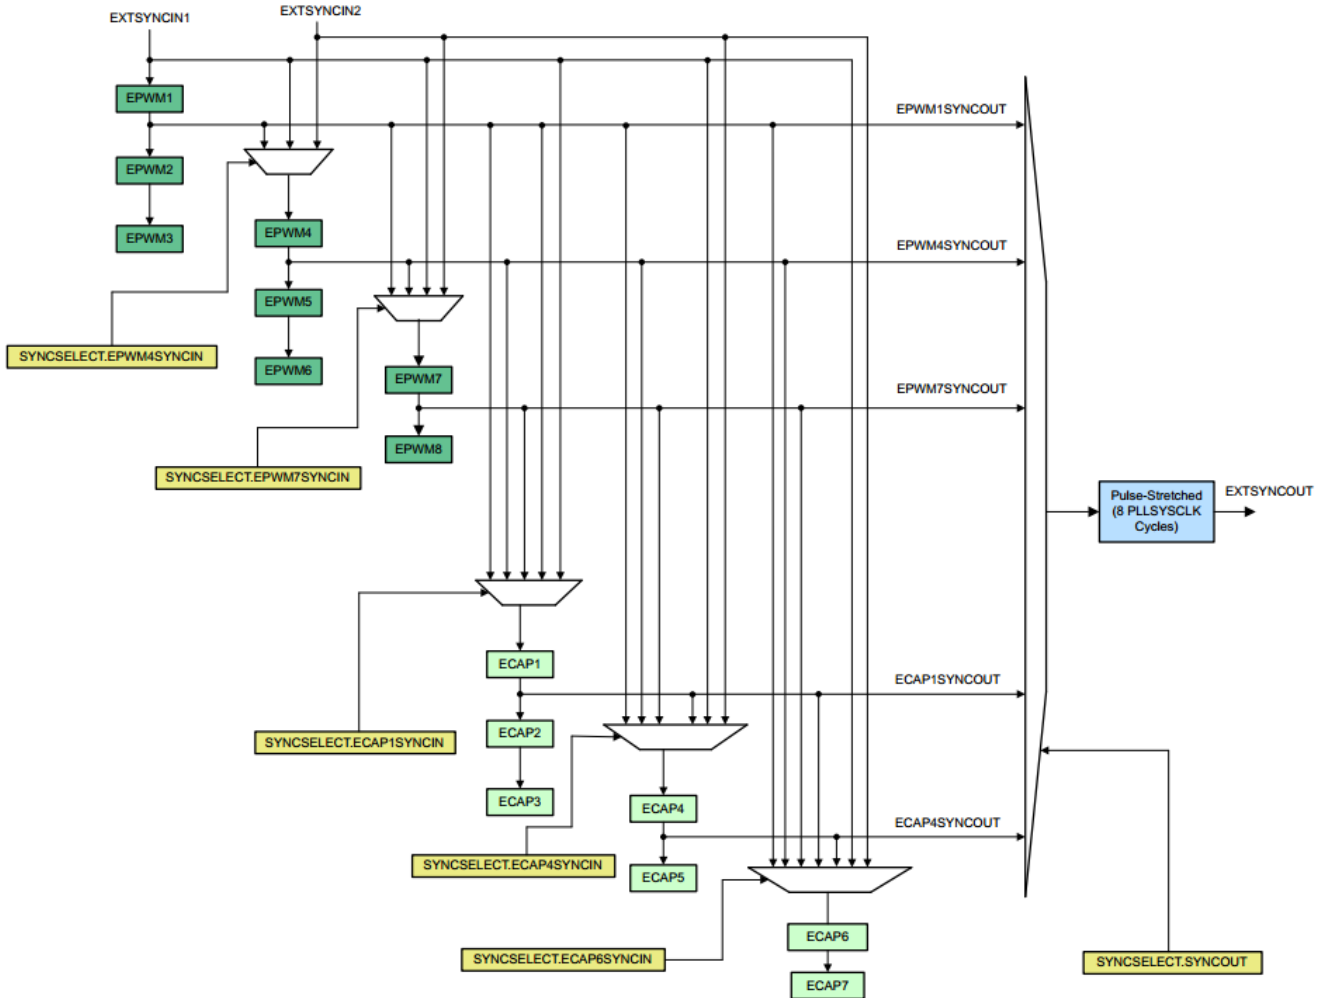 EXTSYNCIN1
EXTSYNCIN2
EPWM1
EPWM1SYNCOUT
EPWM2
EPWM3
EPWM4
EPWM4SYNCOUT
EPWM5
SYNCSELECT.EPWM4SYNCIN
EPWM6
EPWM7
EPWM7SYNCOUT
EPWM8
SYNCSELECT.EPWM7SYNCIN
Pulse-Stretched
(8 PLLSYSCLK
Cycles)
EXTSYNCOUT
ECAP1
ECAP1SYNCOUT
ECAP2
SYNCSELECT.ECAP1SYNCIN
ECAP3
ECAP4
ECAP4SYNCOUT
SYNCSELECT.ECAP4SYNCIN
ECAP5
ECAP6
SYNCSELECT.ECAP6SYNCIN
SYNCSELECT.SYNCOUT
ECAP7